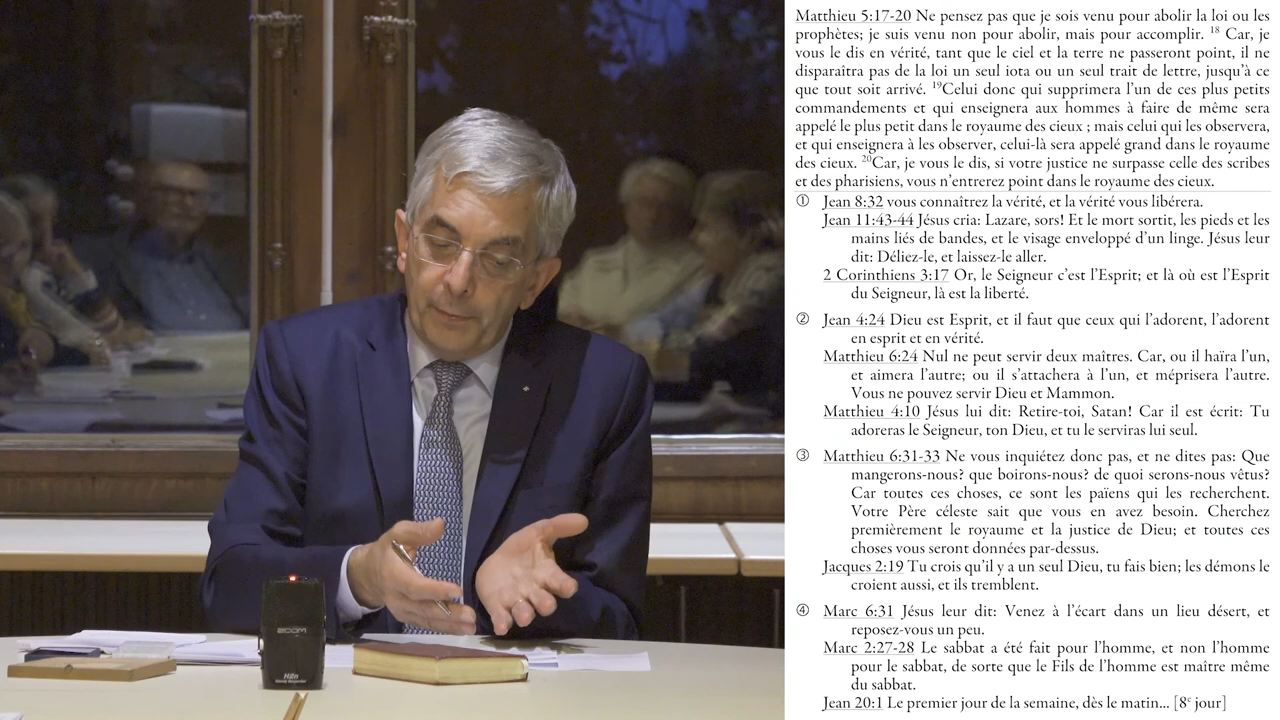 Matthieu 5:17-20 Ne pensez pas que je sois venu pour abolir la loi ou les
prophètes; je suis venu non pour abolir, mais pour accomplir. 18 Car, je
vous le dis en vérité, tant que le ciel et la terre ne passeront point, il ne
disparaîtra pas de la loi un seul iota ou un seul trait de lettre, jusqu'à ce
que tout soit arrivé. 19Celui donc qui supprimera l'un de ces plus petits
commandements et qui enseignera aux hommes à faire de même sera
appelé le plus petit dans le royaume des cieux ; mais celui qui les observera,
et qui enseignera à les observer, celui-là sera appelé grand dans le royaume
des cieux. 20Car, je vous le dis, si votre justice ne surpasse celle des scribes
et des pharisiens, vous n'entrerez point dans le royaume des cieux.
① Jean 8:32 vous connaîtrez la vérité, et la vérité vous libérera.
Jean 11:43-44 Jésus cria: Lazare, sors! Et le mort sortit, les pieds et les
mains liés de bandes, et le visage enveloppé d'un linge. Jésus leur
dit: Déliez-le, et laissez-le aller.
2 Corinthiens 3:17 Or, le Seigneur c'est l'Esprit; et là où est l'Esprit
du Seigneur, là est la liberté.
② Jean 4:24 Dieu est Esprit, et il faut que ceux qui l'adorent, l'adorent
en esprit et en vérité.
Matthieu 6:24 Nul ne peut servir deux maîtres. Car, ou il haïra l'un,
et aimera l'autre; ou il s'attachera à l'un, et méprisera l'autre.
Vous ne pouvez servir Dieu et Mammon.
Matthieu 4:10 Jésus lui dit: Retire-toi, Satan! Car il est écrit: Tu
adoreras le Seigneur, ton Dieu, et tu le serviras lui seul.
③ Matthieu 6:31-33 Ne vous inquiétez donc pas, et ne dites pas: Que
mangerons-nous? que boirons-nous? de quoi serons-nous vêtus?
Car toutes ces choses, ce sont les païens qui les recherchent.
Votre Père céleste sait que vous en avez besoin. Cherchez
premièrement le royaume et la justice de Dieu; et toutes ces
choses vous seront données par-dessus.
Jacques 2:19 Tu crois qu'il y a un seul Dieu, tu fais bien; les démons le
croient aussi, et ils tremblent.
④ Marc 6:31 Jésus leur dit: Venez à l'écart dans un lieu désert, et
reposez-vous un peu.
Marc 2:27-28 Le sabbat a été fait pour l'homme, et non l'homme
pour le sabbat, de sorte que le Fils de l'homme est maître même
du sabbat.
Jean 20:1 Le premier jour de la semaine, dès le matin... [8e jour]
zoom
H2n